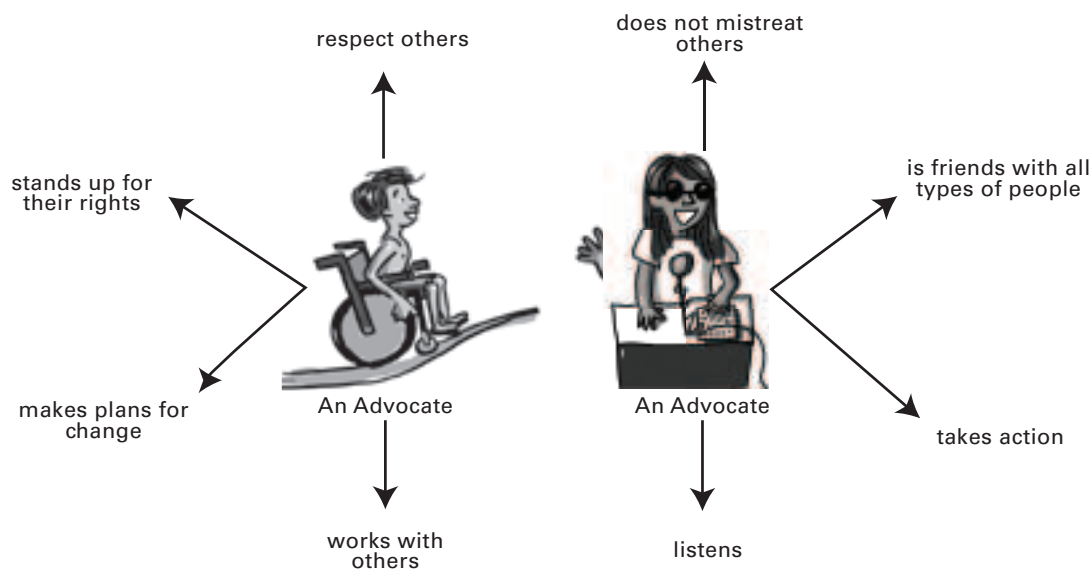 respect others
does not mistreat
others
stands up for
their rights
is friends with all
types of people
makes plans for
change
An Advocate
An Advocate
takes action
works with
others
listens